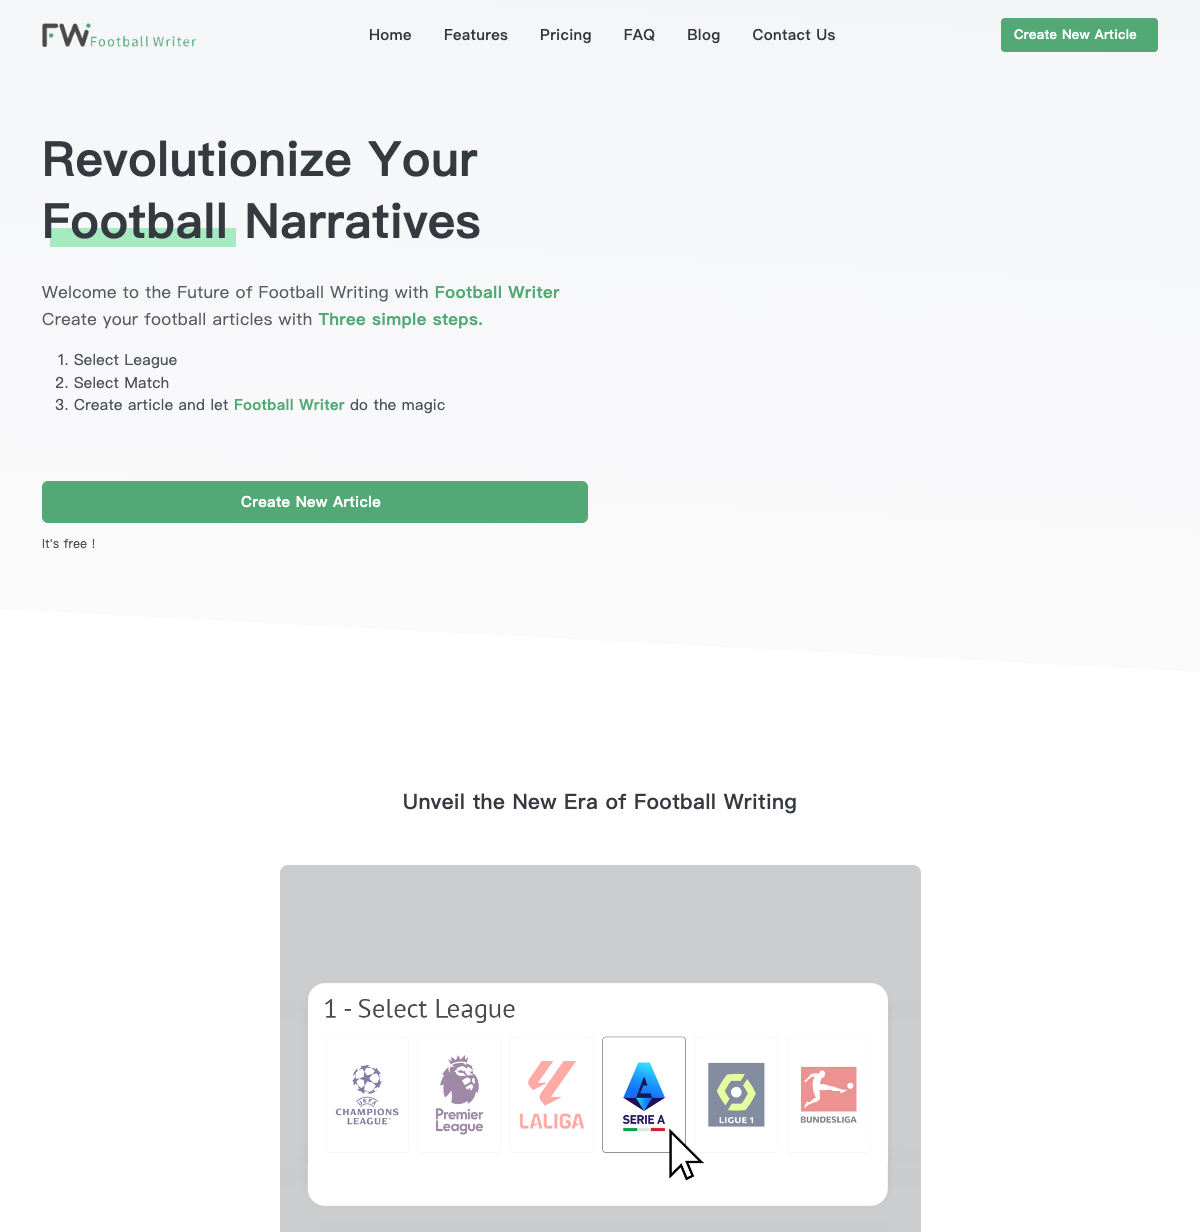 FW Football Writer
Home Features Pricing FAQ Blog Contact Us
Create New Article
Revolutionize Your
Football Narratives
Welcome to the Future of Football Writing with Football Writer
Create your football articles with Three simple steps.
1. Select League
2. Select Match
3. Create article and let Football Writer do the magic
Create New Article
It's free !
Unveil the New Era of Football Writing
1 - Select League
UEFA
CHAMPIONS
LEAGUE
Premier
League
LALIGA
SERIE A
LIGUE 1
BUNDESLIGA